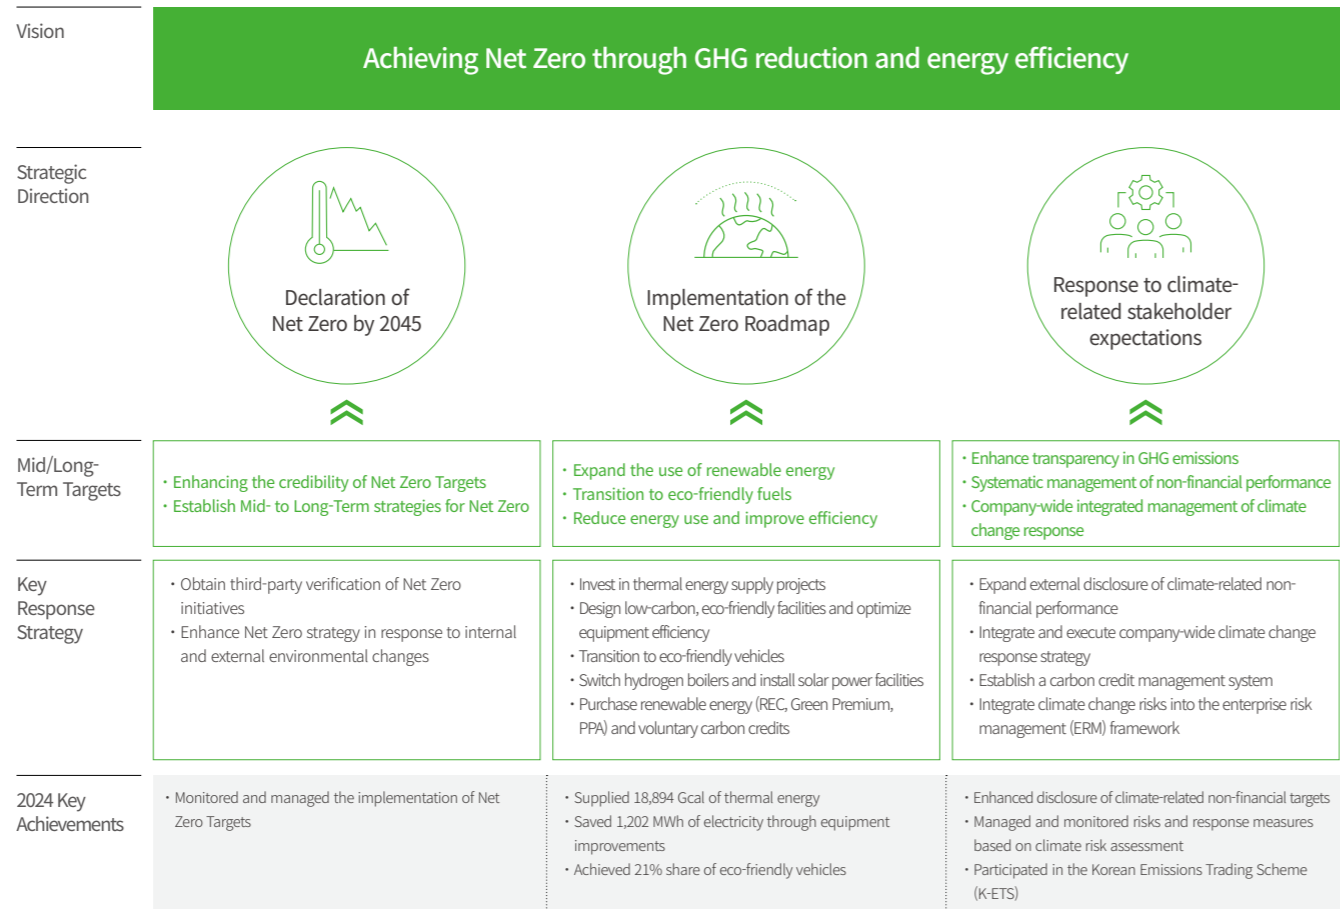 Vision
Achieving Net Zero through GHG reduction and energy efficiency
Strategic
Direction
Declaration of
Net Zero by 2045
Implementation of the
Net Zero Roadmap
Response to climate-
related stakeholder
expectations
Mid/Long-
Term Targets
· Enhancing the credibility of Net Zero Targets
· Establish Mid- to Long-Term strategies for Net Zero
· Expand the use of renewable energy
· Transition to eco-friendly fuels
· Reduce energy use and improve efficiency
· Enhance transparency in GHG emissions
· Systematic management of non-financial performance
· Company-wide integrated management of climate
change response
Key
Response
Strategy
· Obtain third-party verification of Net Zero
initiatives
· Enhance Net Zero strategy in response to internal
and external environmental changes
· Invest in thermal energy supply projects
· Design low-carbon, eco-friendly facilities and optimize
equipment efficiency
· Transition to eco-friendly vehicles
· Switch hydrogen boilers and install solar power facilities
· Purchase renewable energy (REC, Green Premium,
PPA) and voluntary carbon credits
· Expand external disclosure of climate-related non-
financial performance
· Integrate and execute company-wide climate change
response strategy
· Establish a carbon credit management system
· Integrate climate change risks into the enterprise risk
management (ERM) framework
2024 Key
Achievements
· Monitored and managed the implementation of Net
Zero Targets
· Supplied 18,894 Gcal of thermal energy
· Saved 1,202 MWh of electricity through equipment
improvements
· Achieved 21% share of eco-friendly vehicles
· Enhanced disclosure of climate-related non-financial targets
· Managed and monitored risks and response measures
based on climate risk assessment
· Participated in the Korean Emissions Trading Scheme
(K-ETS)